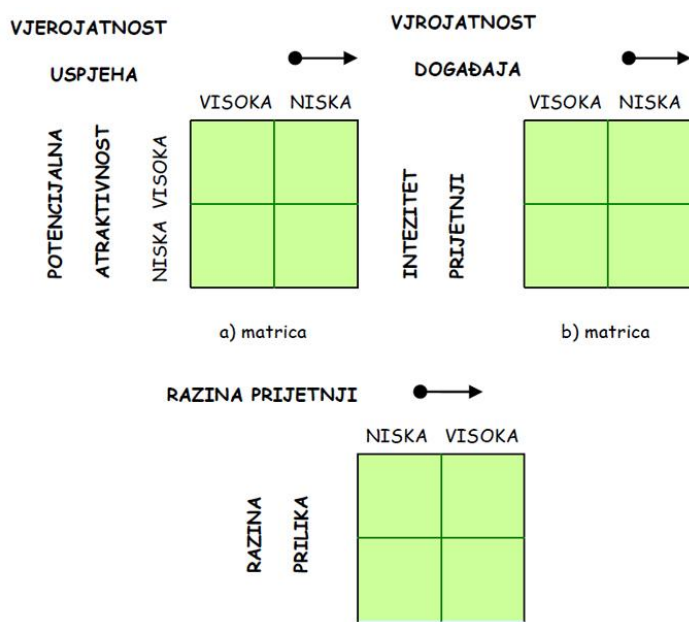 VJEROJATNOST
USPJEHA
VISOKA NISKA
POTENCIJALNA
ATRAKTIVNOST
NISKA VISOKA
a) matrica
VJROJATNOST
DOGAĐAJA
VISOKA NISKA
INTEZITET
PRIJETNJI
b) matrica
RAZINA PRIJETNJI
NISKA VISOKA
RAZINA
PRILIKA